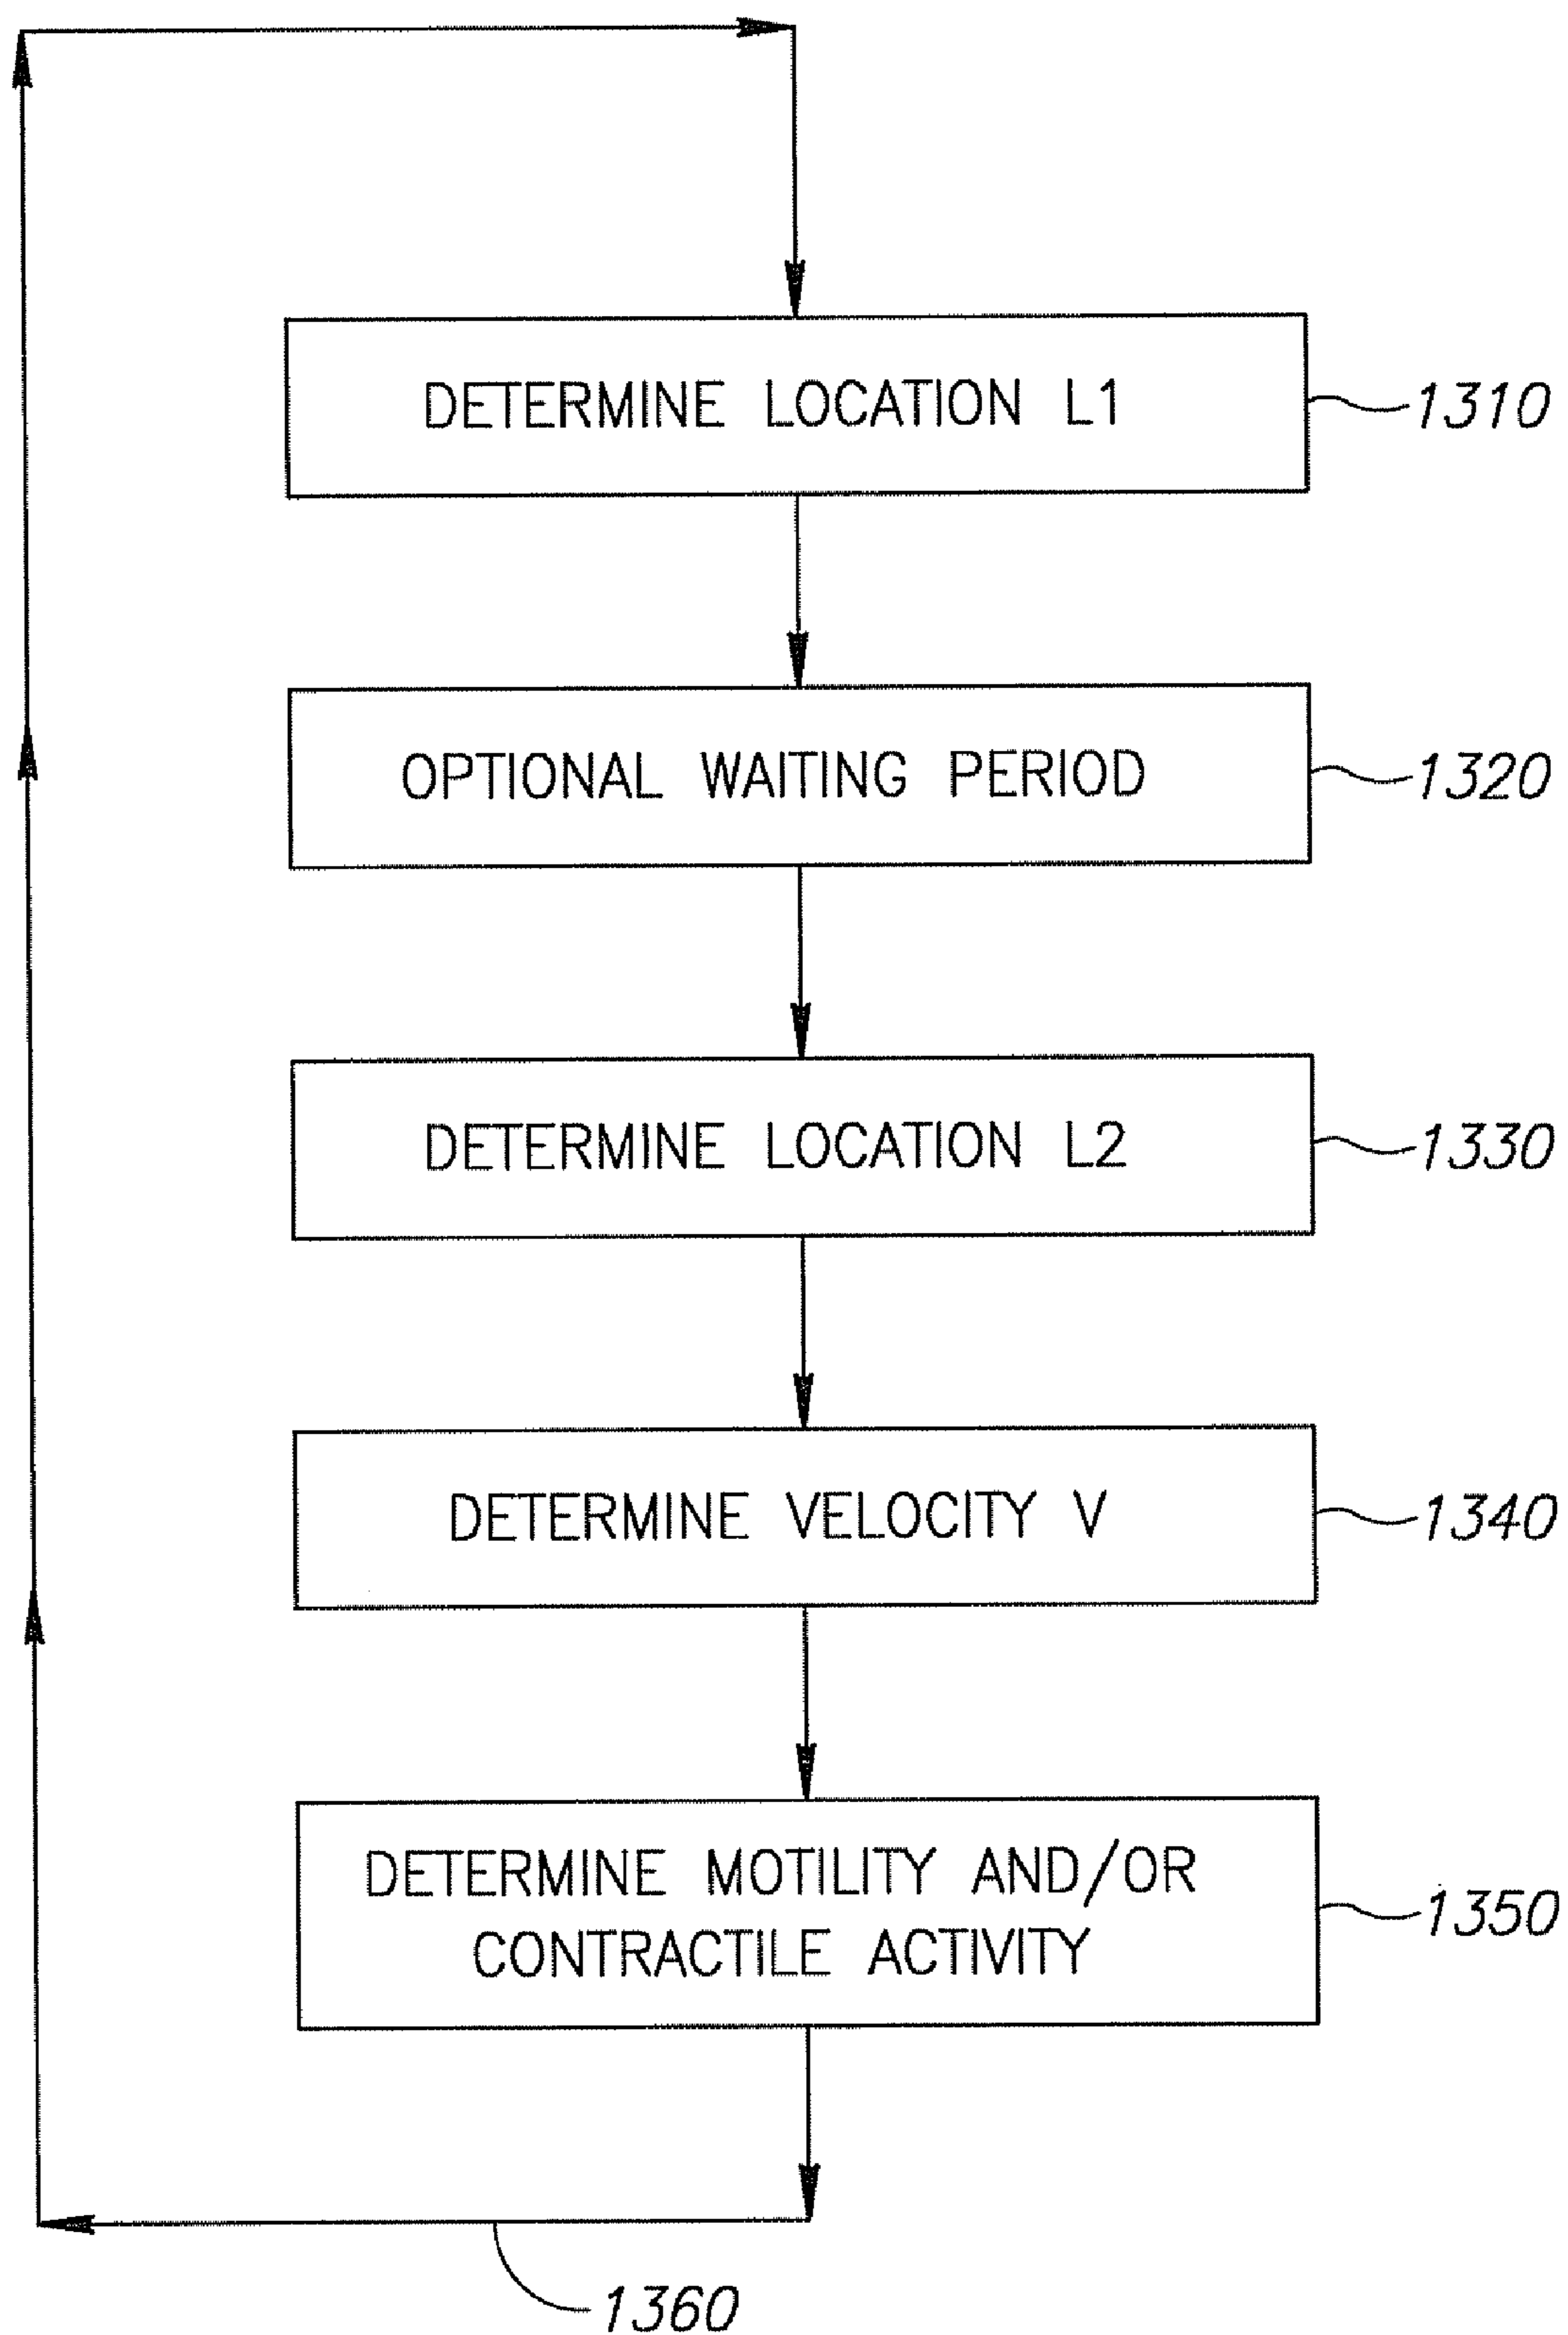 DETERMINE LOCATION L1
1310
OPTIONAL WAITING PERIOD
1320
DETERMINE LOCATION L2
1330
DETERMINE VELOCITY V
1340
DETERMINE MOTILITY AND/OR
CONTRACTILE ACTIVITY
1350
1360